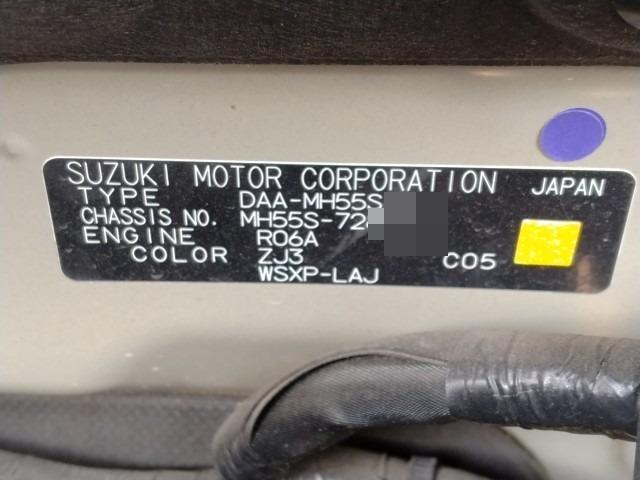 SUZUKI MOTOR CORPORATION JAPAN
TYPE DAA-MH55S
CHASSIS NO. MH55S-72
ENGINE R06A
COLOR ZJ3 C05
WSXP-LAJ